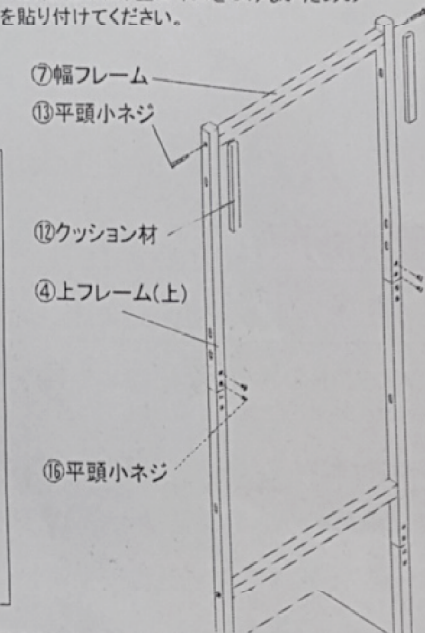 を貼り付けてください。
⑦幅フレーム
⑬平頭小ネジ
⑫クッション材
④上フレーム(上)
⑯平頭小ネジ